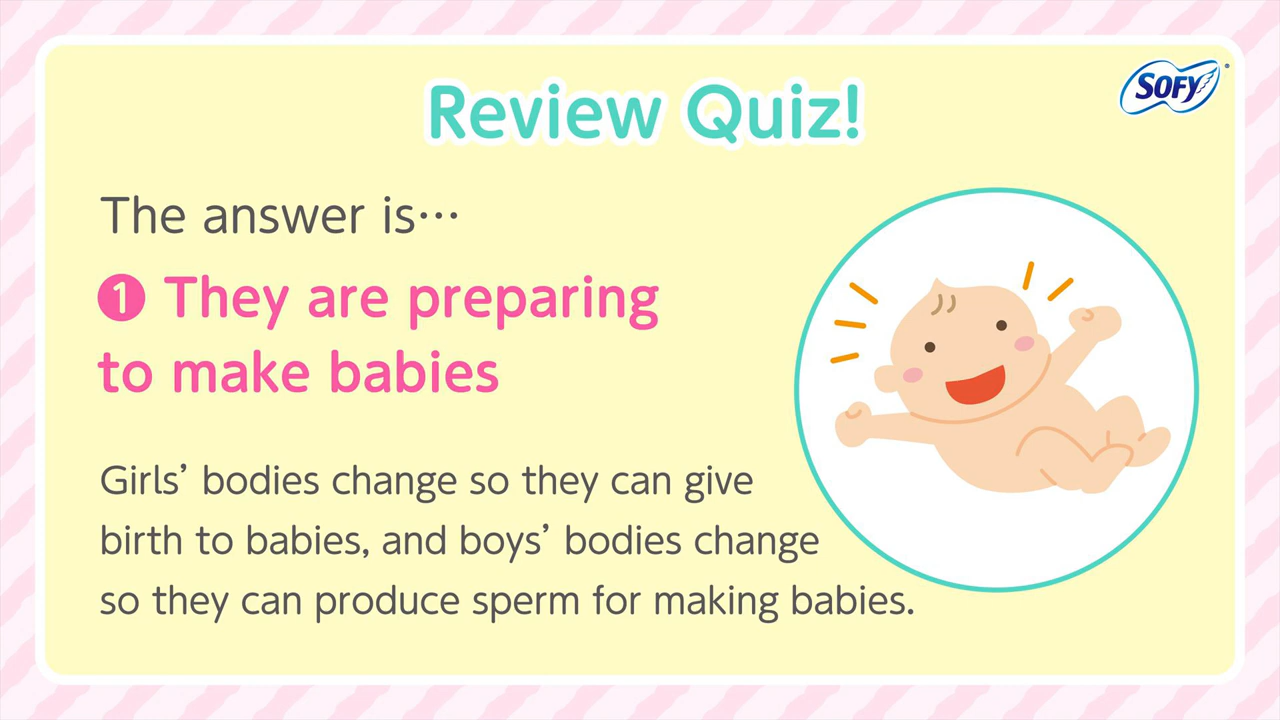 Review Quiz!
SOFY®
The answer is···
❶ They are preparing
to make babies
Girls’ bodies change so they can give
birth to babies, and boys’ bodies change
so they can produce sperm for making babies.